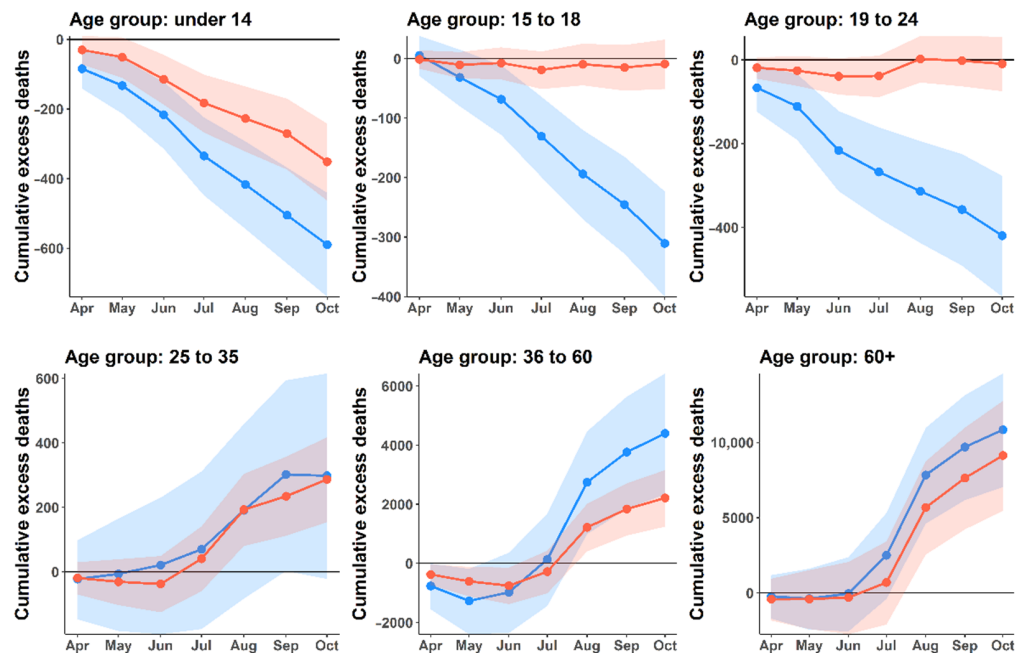 Age group: under 14
Age group: 15 to 18
Age group: 19 to 24
Cumulative excess deaths
0
−200
−400
−600
Apr May Jun Jul Aug Sep Oct
Cumulative excess deaths
0
−100
−200
−300
−400
Apr May Jun Jul Aug Sep Oct
Cumulative excess deaths
0
−200
−400
Apr May Jun Jul Aug Sep Oct
Age group: 25 to 35
Age group: 36 to 60
Age group: 60+
Cumulative excess deaths
600
400
200
0
Apr May Jun Jul Aug Sep Oct
Cumulative excess deaths
6000
4000
2000
0
−2000
Apr May Jun Jul Aug Sep Oct
Cumulative excess deaths
10,000
5000
0
Apr May Jun Jul Aug Sep Oct